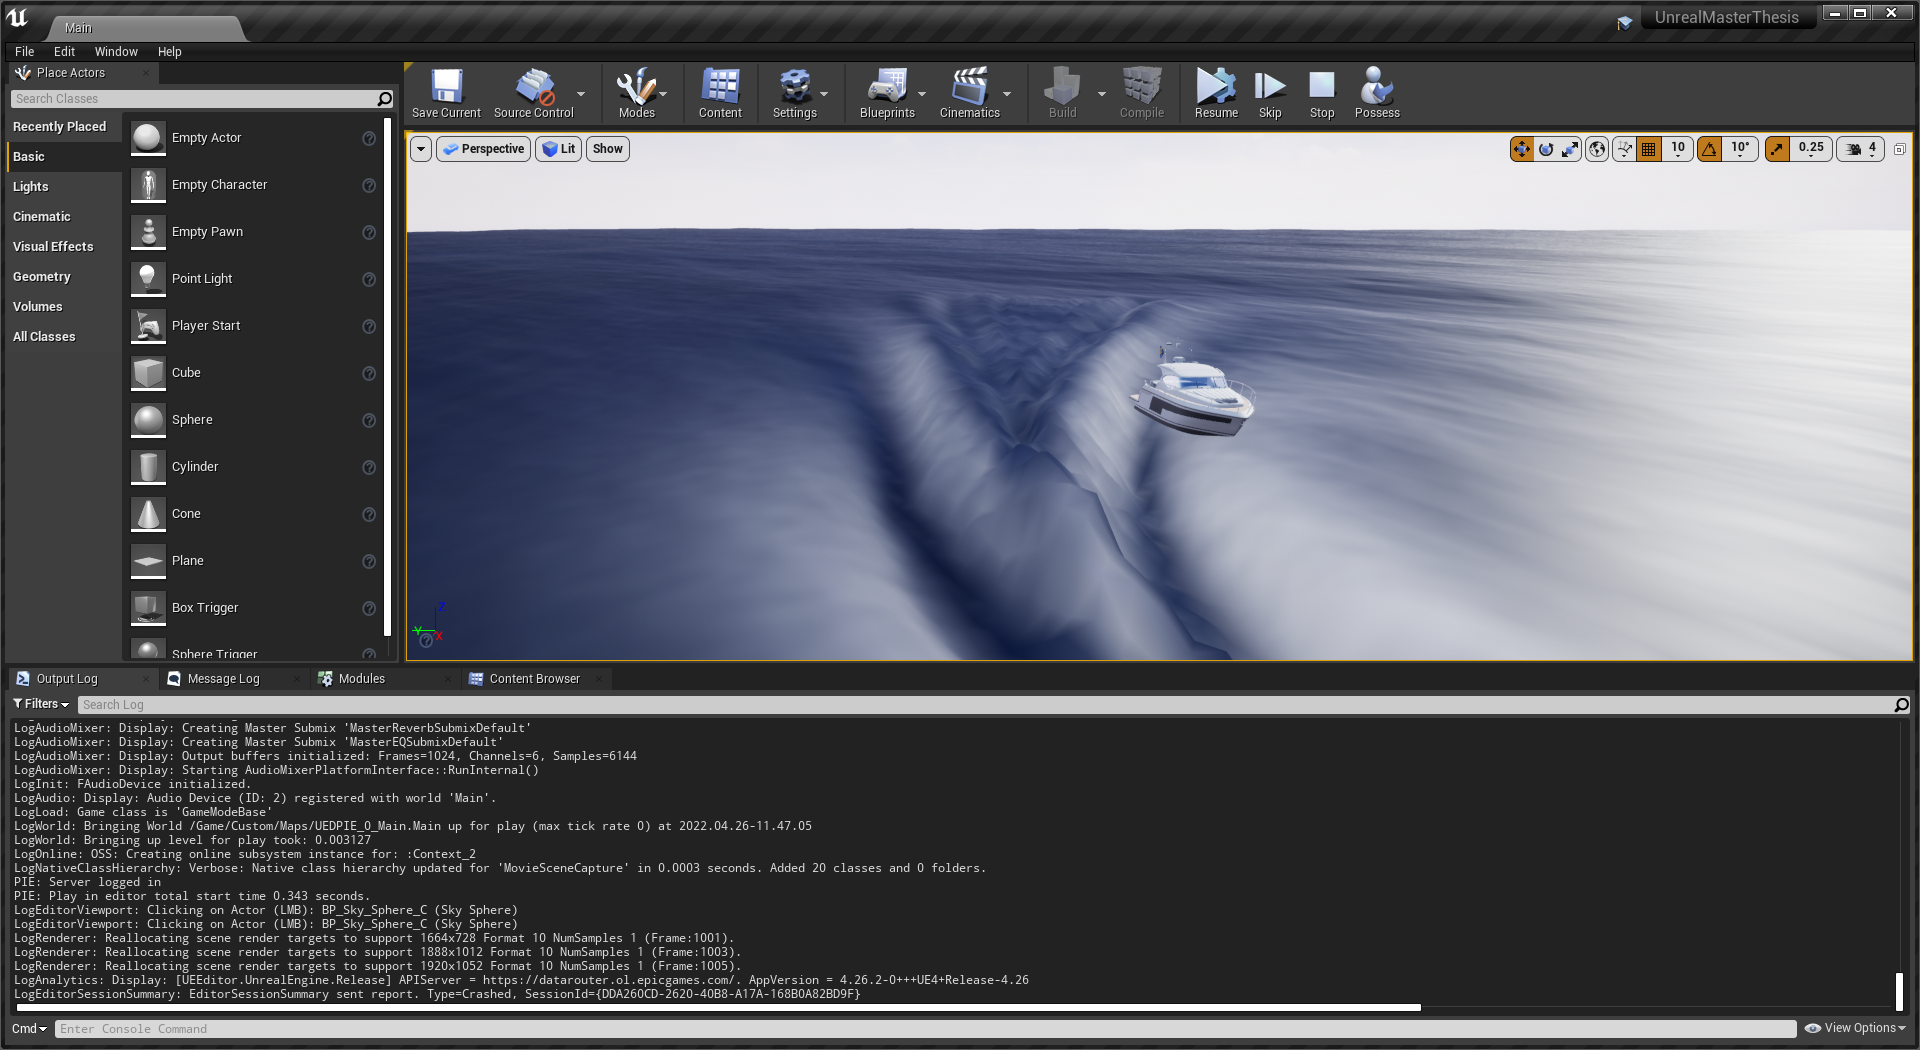 Main
UnrealMasterThesis
File Edit Window Help
Place Actors
Search Classes
Recently Placed
Basic
Lights
Cinematic
Visual Effects
Geometry
Volumes
All Classes
Empty Actor
Empty Character
Empty Pawn
Point Light
Player Start
Cube
Sphere
Cylinder
Cone
Plane
Box Trigger
Sphere Trigger
Save Current Source Control Modes Content Settings Blueprints Cinematics Build Compile Resume Skip Stop Possess
Perspective Lit Show
10 10° 0.25 4
Z
Y X
Output Log Message Log Modules Content Browser
Filters Search Log
LogAudioMixer: Display: Creating Master Submix 'MasterReverbSubmixDefault'
LogAudioMixer: Display: Creating Master Submix 'MasterEQSubmixDefault'
LogAudioMixer: Display: Output buffers initialized: Frames=1024, Channels=6, Samples=6144
LogAudioMixer: Display: Starting AudioMixerPlatformInterface::RunInternal()
LogInit: FAudioDevice initialized.
LogAudio: Display: Audio Device (ID: 2) registered with world 'Main'.
LogLoad: Game class is 'GameModeBase'
LogWorld: Bringing World /Game/Custom/Maps/UEDPIE_0_Main.Main up for play (max tick rate 0) at 2022.04.26-11.47.05
LogWorld: Bringing up level for play took: 0.003127
LogOnline: OSS: Creating online subsystem instance for: :Context_2
LogNativeClassHierarchy: Verbose: Native class hierarchy updated for 'MovieSceneCapture' in 0.0003 seconds. Added 20 classes and 0 folders.
PIE: Server logged in
PIE: Play in editor total start time 0.343 seconds.
LogEditorViewport: Clicking on Actor (LMB): BP_Sky_Sphere_C (Sky Sphere)
LogEditorViewport: Clicking on Actor (LMB): BP_Sky_Sphere_C (Sky Sphere)
LogRenderer: Reallocating scene render targets to support 1664x728 Format 10 NumSamples 1 (Frame:1001).
LogRenderer: Reallocating scene render targets to support 1888x1012 Format 10 NumSamples 1 (Frame:1003).
LogRenderer: Reallocating scene render targets to support 1920x1052 Format 10 NumSamples 1 (Frame:1005).
LogAnalytics: Display: [UEEditor.UnrealEngine.Release] APIServer = https://datarouter.ol.epicgames.com/. AppVersion = 4.26.2-0+++UE4+Release-4.26
LogEditorSessionSummary: EditorSessionSummary sent report. Type=Crashed, SessionId={DDA260CD-2620-40B8-A17A-168B0A82BD9F}
Cmd Enter Console Command View Options